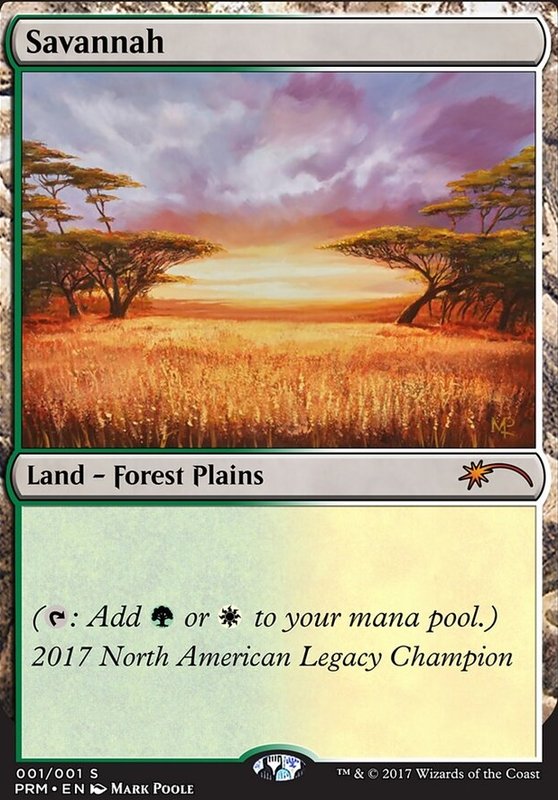 Savannah
MP
Land – Forest Plains
(: Add or to your mana pool.)
2017 North American Legacy Champion
001/001 S
PRM • EN MARK POOLE
™ & © 2017 Wizards of the Coast